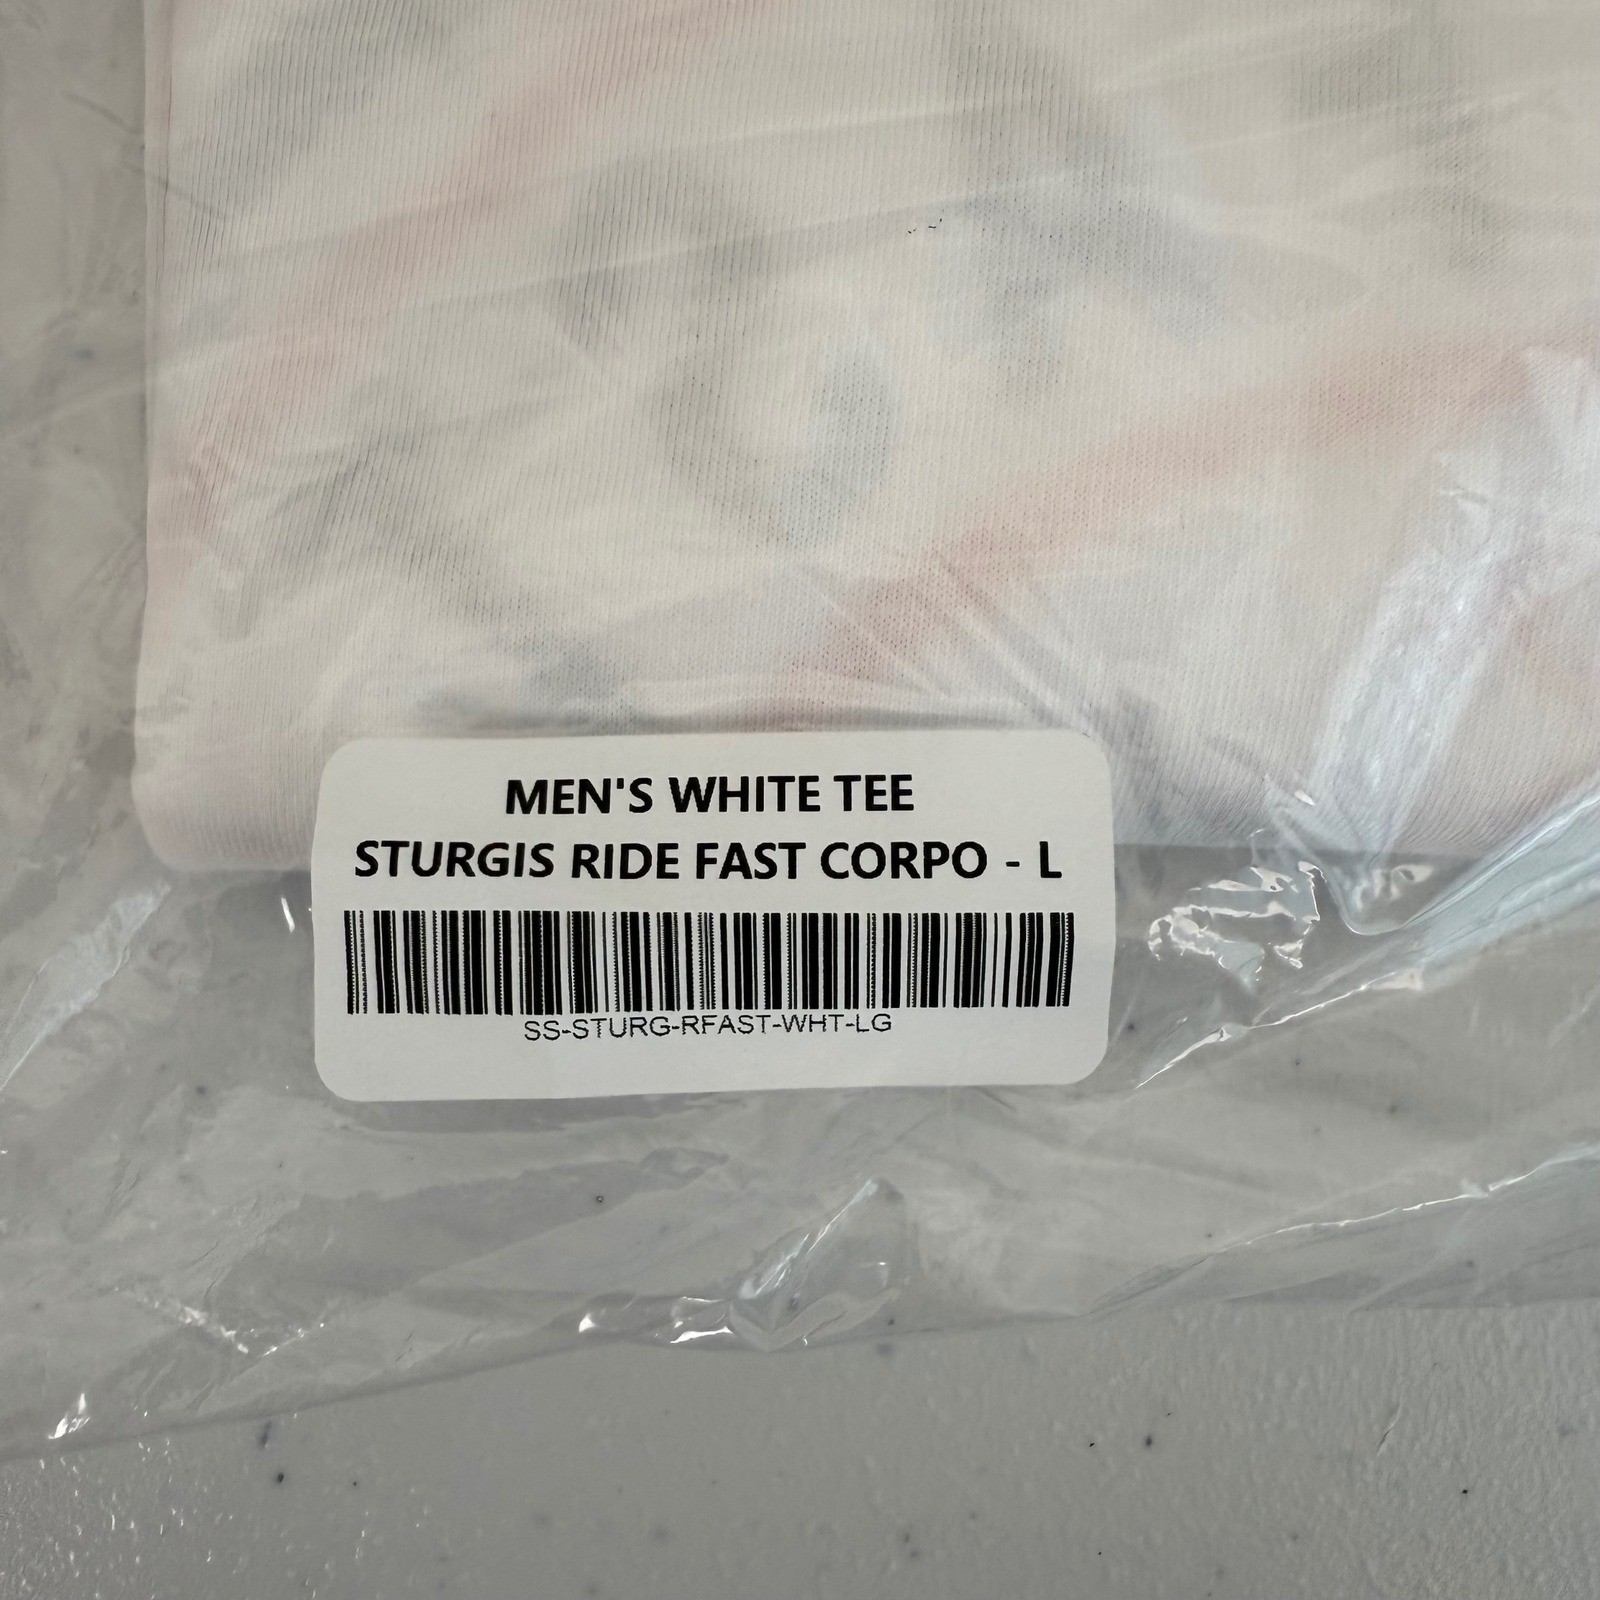 MEN'S WHITE TEE
STURGIS RIDE FAST CORPO - L
SS-STURG-RFAST-WHT-LG